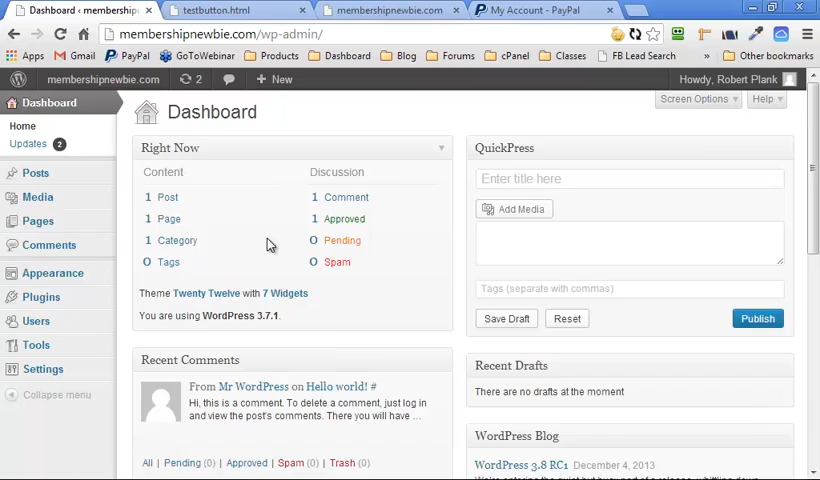 Dashboard ‹ membership
testbutton.html
membershipnewbie.com
My Account - PayPal
membershipnewbie.com/wp-admin/
Apps Gmail PayPal GoToWebinar Products Dashboard Blog Forums cPanel Classes FB Lead Search » Other bookmarks
membershipnewbie.com 2 New Howdy, Robert Plank
Dashboard
Home
Updates 2
Posts
Media
Pages
Comments
Appearance
Plugins
Users
Tools
Settings
Collapse menu
Screen Options
Help
Dashboard
Right Now
Content Discussion
1 Post 1 Comment
1 Page 1 Approved
1 Category 0 Pending
0 Tags 0 Spam
Theme Twenty Twelve with 7 Widgets
You are using WordPress 3.7.1.
Recent Comments
From Mr WordPress on Hello world! #
Hi, this is a comment. To delete a comment, just log in
and view the post's comments. There you will have ...
All | Pending (0) | Approved | Spam (0) | Trash (0)
QuickPress
Enter title here
Add Media
Tags (separate with commas)
Save Draft
Reset
Publish
Recent Drafts
There are no drafts at the moment
WordPress Blog
WordPress 3.8 RC1 December 4, 2013